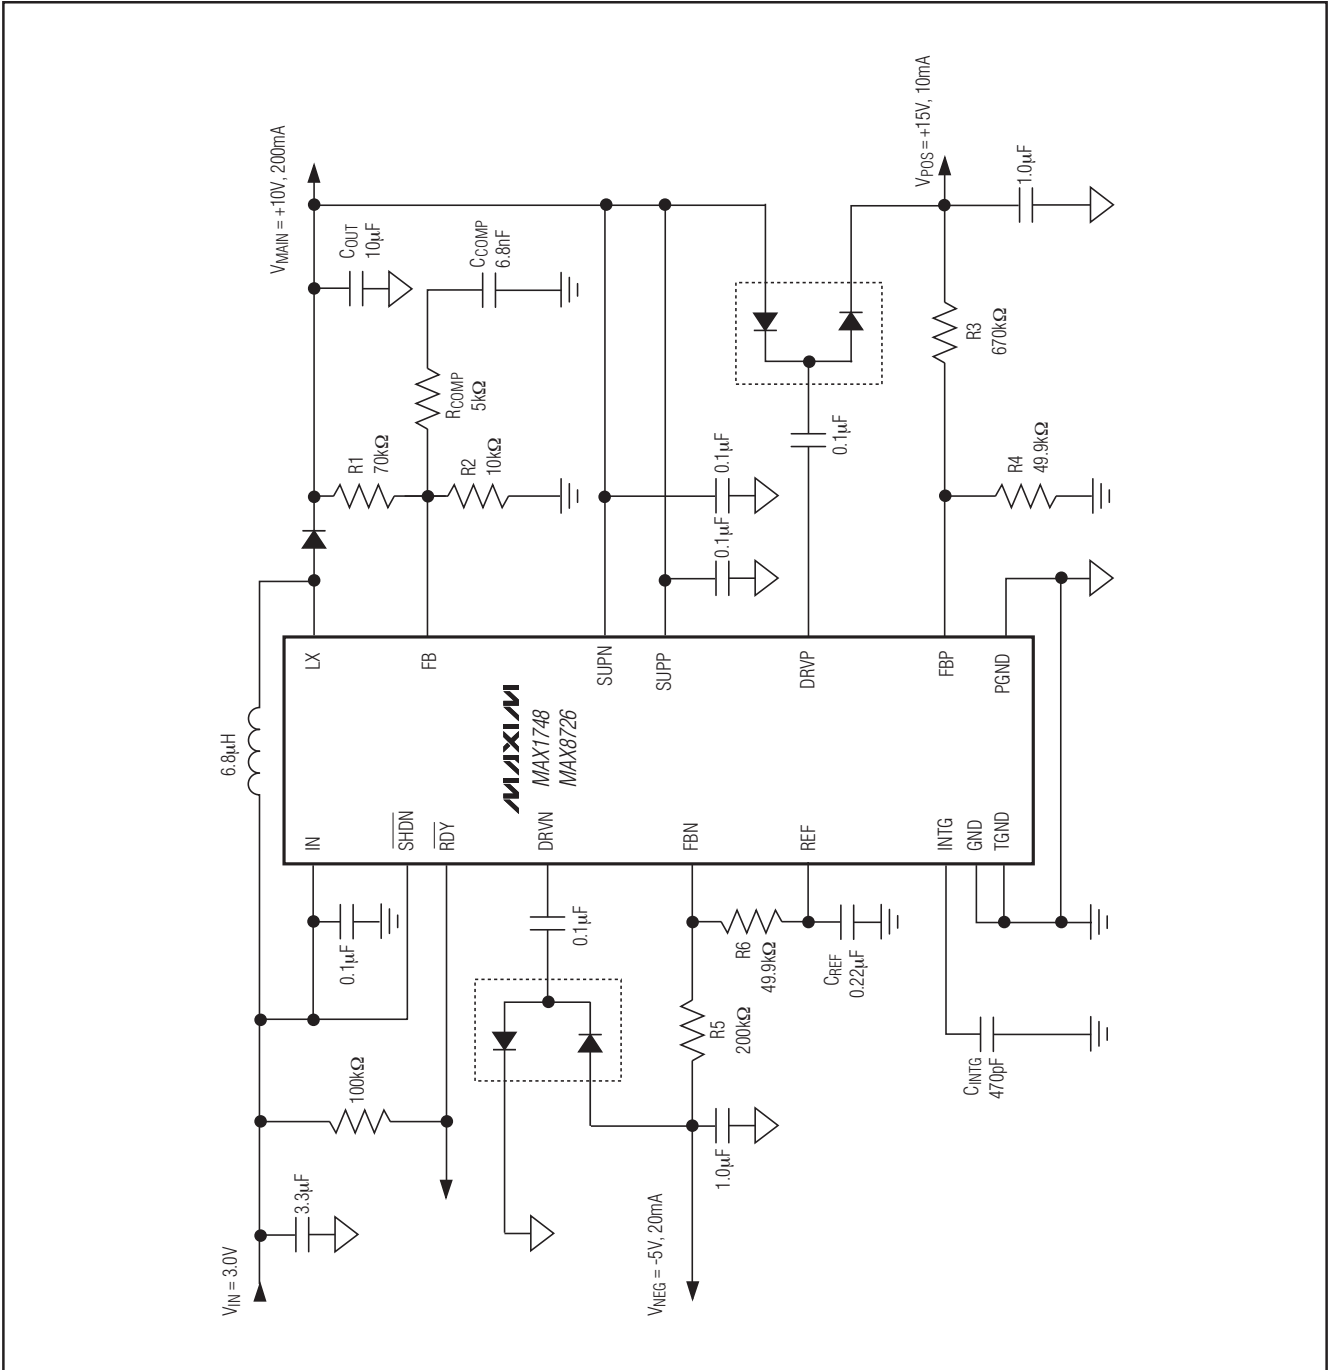 VIN = 3.0V
3.3µF
6.8µH
VMAIN = +10V, 200mA
COUT
10µF
100kΩ
0.1µF
IN
SHDN
RDY
LX
FB
R1
70kΩ
RCOMP
5kΩ
CCOMP
6.8nF
R2
10kΩ
MAXIM
MAX1748
MAX8726
DRVN
0.1µF
SUPN
SUPP
0.1µF
0.1µF
VNEG = -5V, 20mA
1.0µF
R5
200kΩ
R6
49.9kΩ
FBN
REF
CREF
0.22µF
DRVP
0.1µF
VPOS = +15V, 10mA
1.0µF
R3
670kΩ
R4
49.9kΩ
FBP
PGND
INTG
GND
TGND
CINTG
470pF